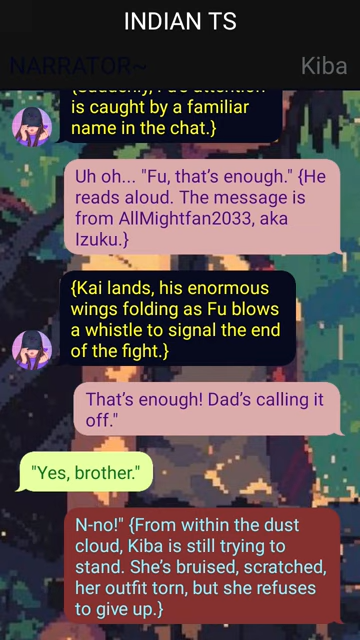 INDIAN TS
NARRATOR~
Kiba
is caught by a familiar
name in the chat.}
Uh oh... "Fu, that’s enough." {He
reads aloud. The message is
from AllMightfan2033, aka
Izuku.}
{Kai lands, his enormous
wings folding as Fu blows
a whistle to signal the end
of the fight.}
That’s enough! Dad’s calling it
off."
"Yes, brother."
N-no!" {From within the dust
cloud, Kiba is still trying to
stand. She’s bruised, scratched,
her outfit torn, but she refuses
to give up.}